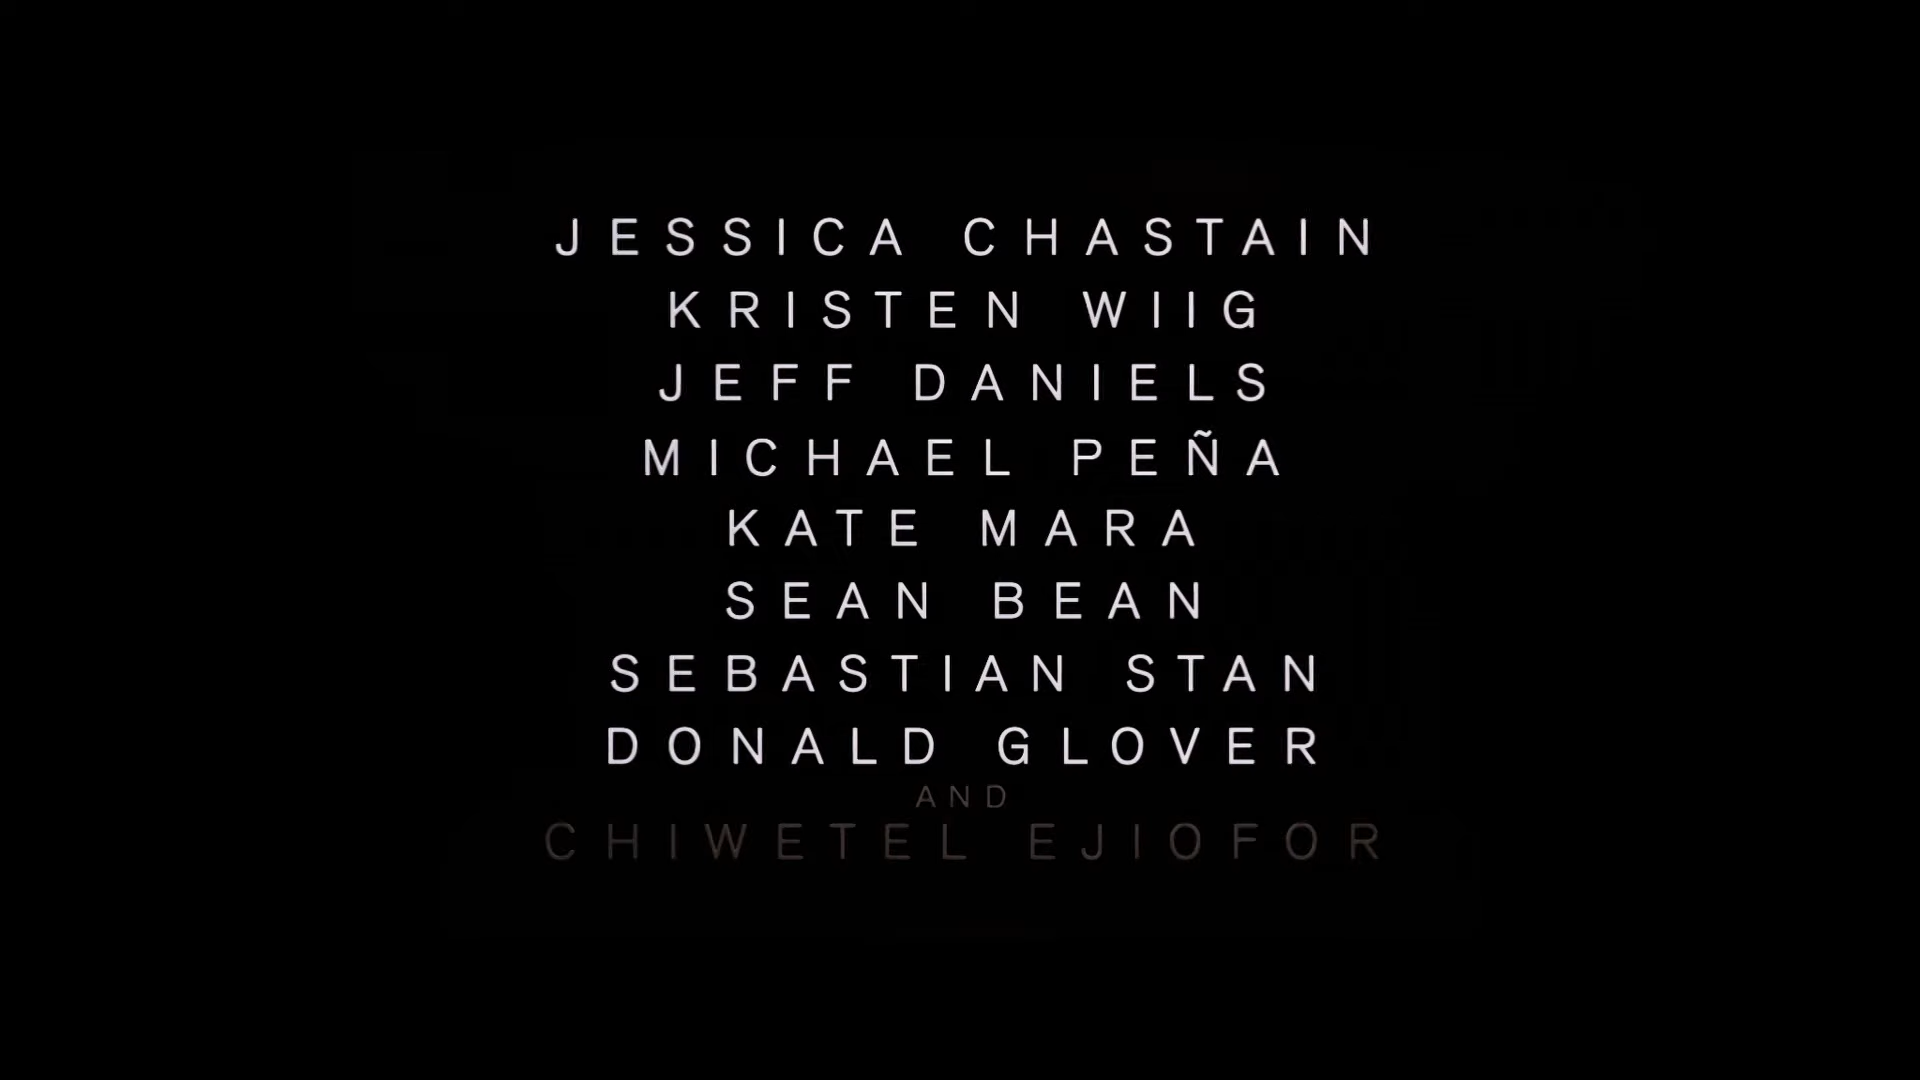 JESSICA CHASTAIN
KRISTEN WIIG
JEFF DANIELS
MICHAEL PEÑA
KATE MARA
SEAN BEAN
SEBASTIAN STAN
DONALD GLOVER
AND
CHIWETEL EJIOFOR